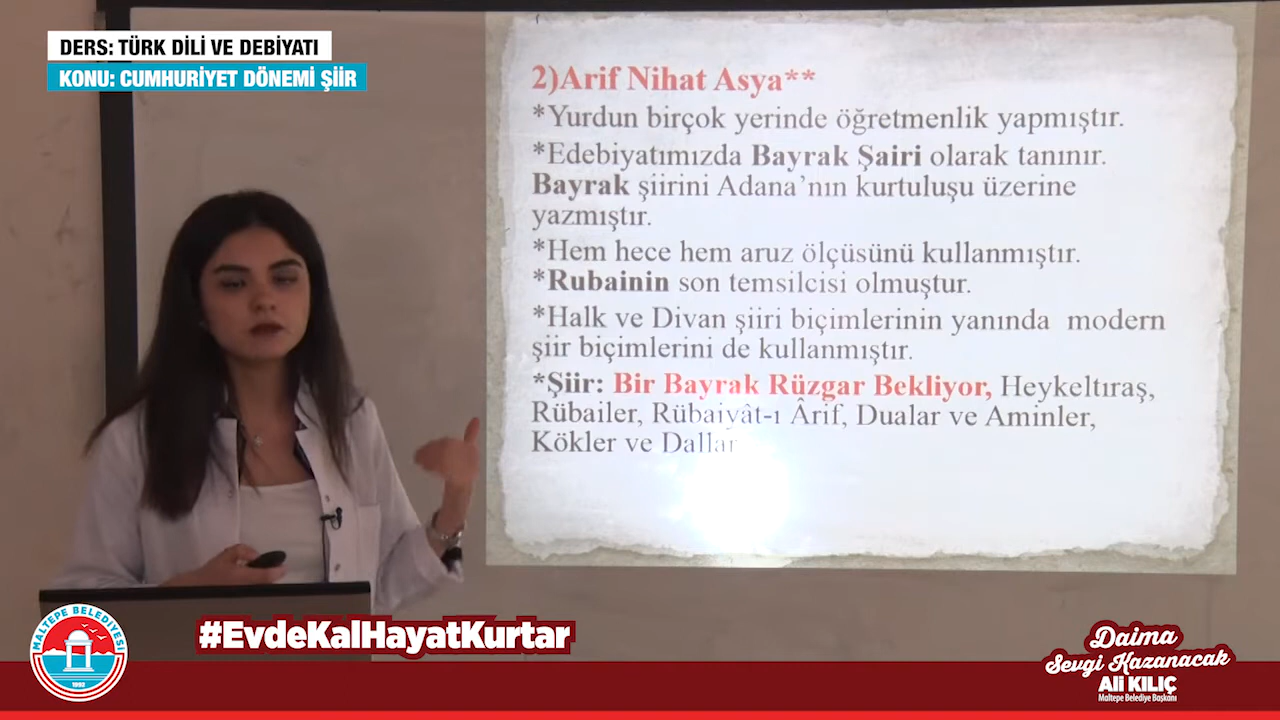 DERS: TÜRK DİLİ VE DEBİYATI
KONU: CUMHURİYET DÖNEMİ ŞİİR
2)Arif Nihat Asya**
*Yurdun birçok yerinde öğretmenlik yapmıştır.
*Edebiyatımızda Bayrak Şairi olarak tanınır.
Bayrak şiirini Adana’nın kurtuluşu üzerine
yazmıştır.
*Hem hece hem aruz ölçüsünü kullanmıştır.
*Rubainin son temsilcisi olmuştur.
*Halk ve Divan şiiri biçimlerinin yanında modern
şiir biçimlerini de kullanmıştır.
*Şiir: Bir Bayrak Rüzgar Bekliyor, Heykeltıraş,
Rübailer, Rübaiyât-ı Ârif, Dualar ve Aminler,
Kökler ve Dallar
MALTEPE BELEDİYESİ
1992
#EvdeKalHayatKurtar
Daima
Sevgi Kazanacak
Ali KILIÇ
Maltepe Belediye Başkanı